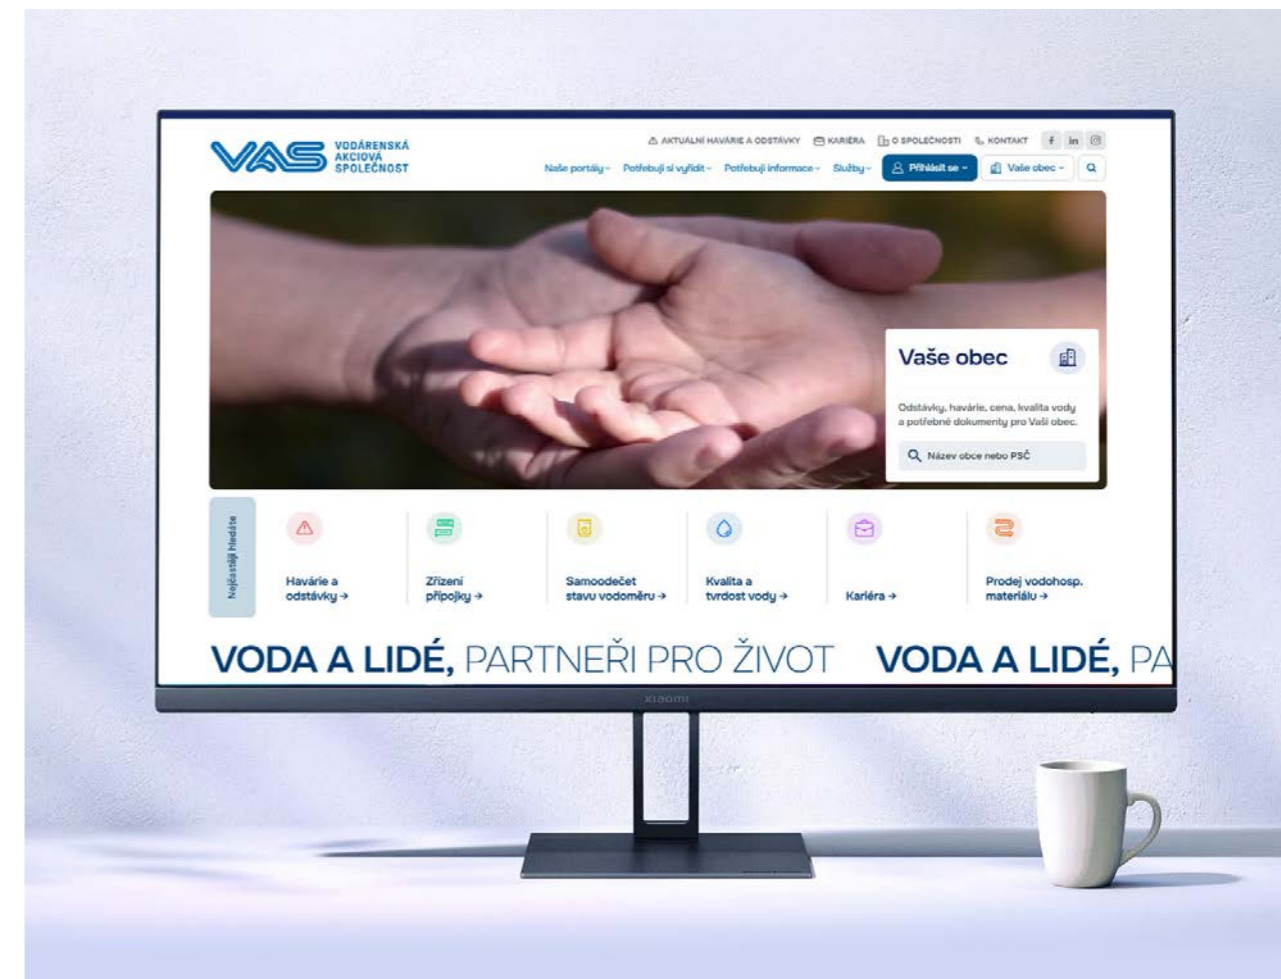 VAS
VODÁRENSKÁ
AKCIOVÁ
SPOLEČNOST
AKTUÁLNÍ HAVÁRIE A ODSTÁVKY KARIÉRA O SPOLEČNOSTI KONTAKT f in
Naše portály Potřebuji si vyřídit Potřebuji informace Služby Přihlásit se Vaše obec
Vaše obec
Odstávky, havárie, cena, kvalita vody
a potřebné dokumenty pro Vaši obec.
Název obce nebo PSČ
Nejčastěji hledáte
Havárie a
odstávky →
Zřízení
přípojky →
Samoodečet
stavu vodoměru →
Kvalita a
tvrdost vody →
Kariéra →
Prodej vodohosp.
materiálu →
VODA A LIDÉ, PARTNEŘI PRO ŽIVOT VODA A LIDÉ, PA
xiaomi